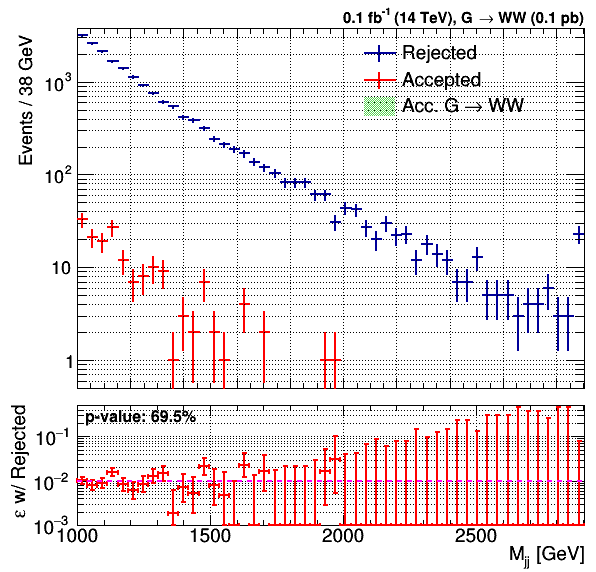 0.1 fb⁻¹ (14 TeV), G → WW (0.1 pb)
Events / 38 GeV
10³
10²
10
1
Rejected
Accepted
Acc. G → WW
p-value: 69.5%
ε w/ Rejected
10⁻¹
10⁻²
10⁻³
1000 1500 2000 2500
M_jj [GeV]